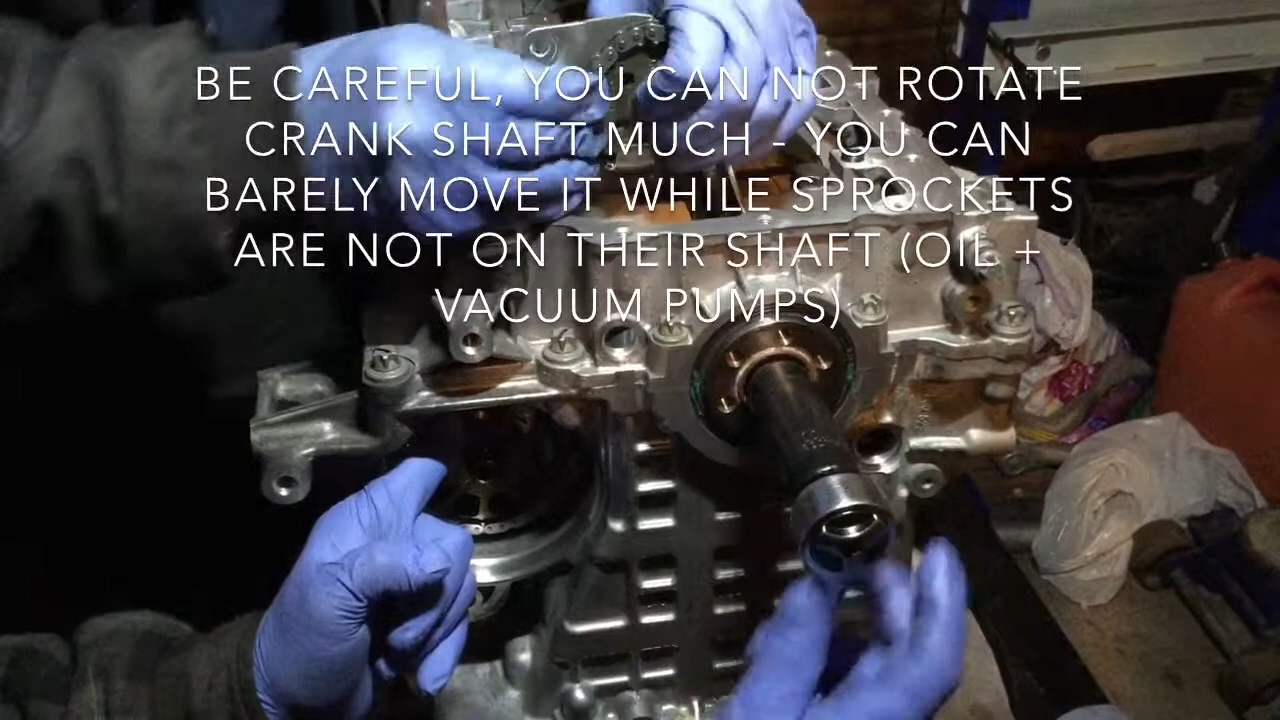 BE CAREFUL, YOU CAN NOT ROTATE
CRANK SHAFT MUCH - YOU CAN
BARELY MOVE IT WHILE SPROCKETS
ARE NOT ON THEIR SHAFT (OIL +
VACUUM PUMPS)